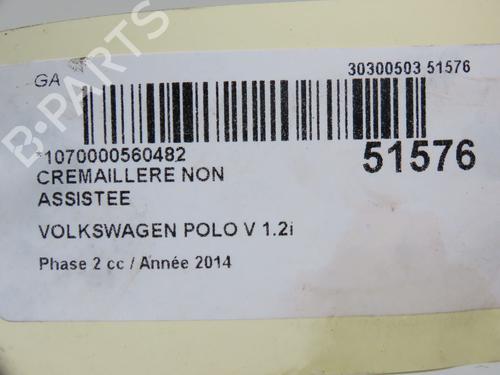 GA
30300503 51576
*1070000560482
51576
CREMAILLERE NON
ASSISTEE
VOLKSWAGEN POLO V 1.2i
Phase 2 cc / Année 2014
B-PARTS